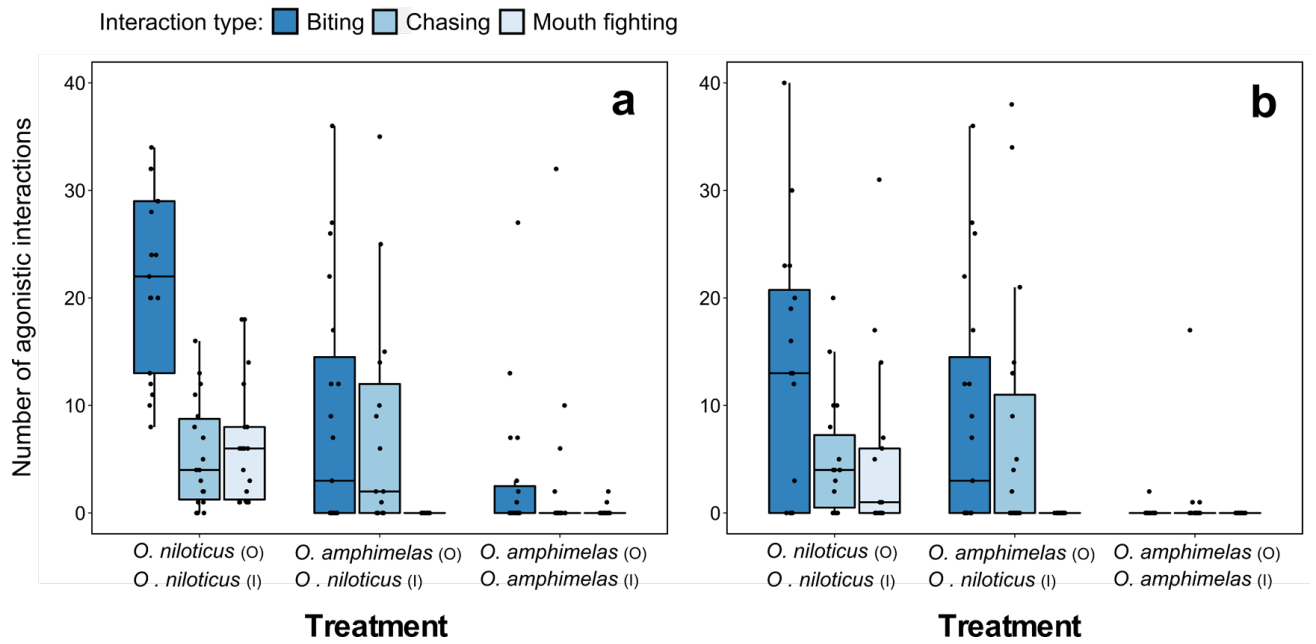 Interaction type: Biting Chasing Mouth fighting
a
b
Number of agonistic interactions
40
30
20
10
0
40
30
20
10
0
O. niloticus (O) O. amphimelas (O) O. amphimelas (O)
O . niloticus (I) O. niloticus (I) O. amphimelas (I)
O. niloticus (O) O. amphimelas (O) O. amphimelas (O)
O . niloticus (I) O. niloticus (I) O. amphimelas (I)
Treatment
Treatment